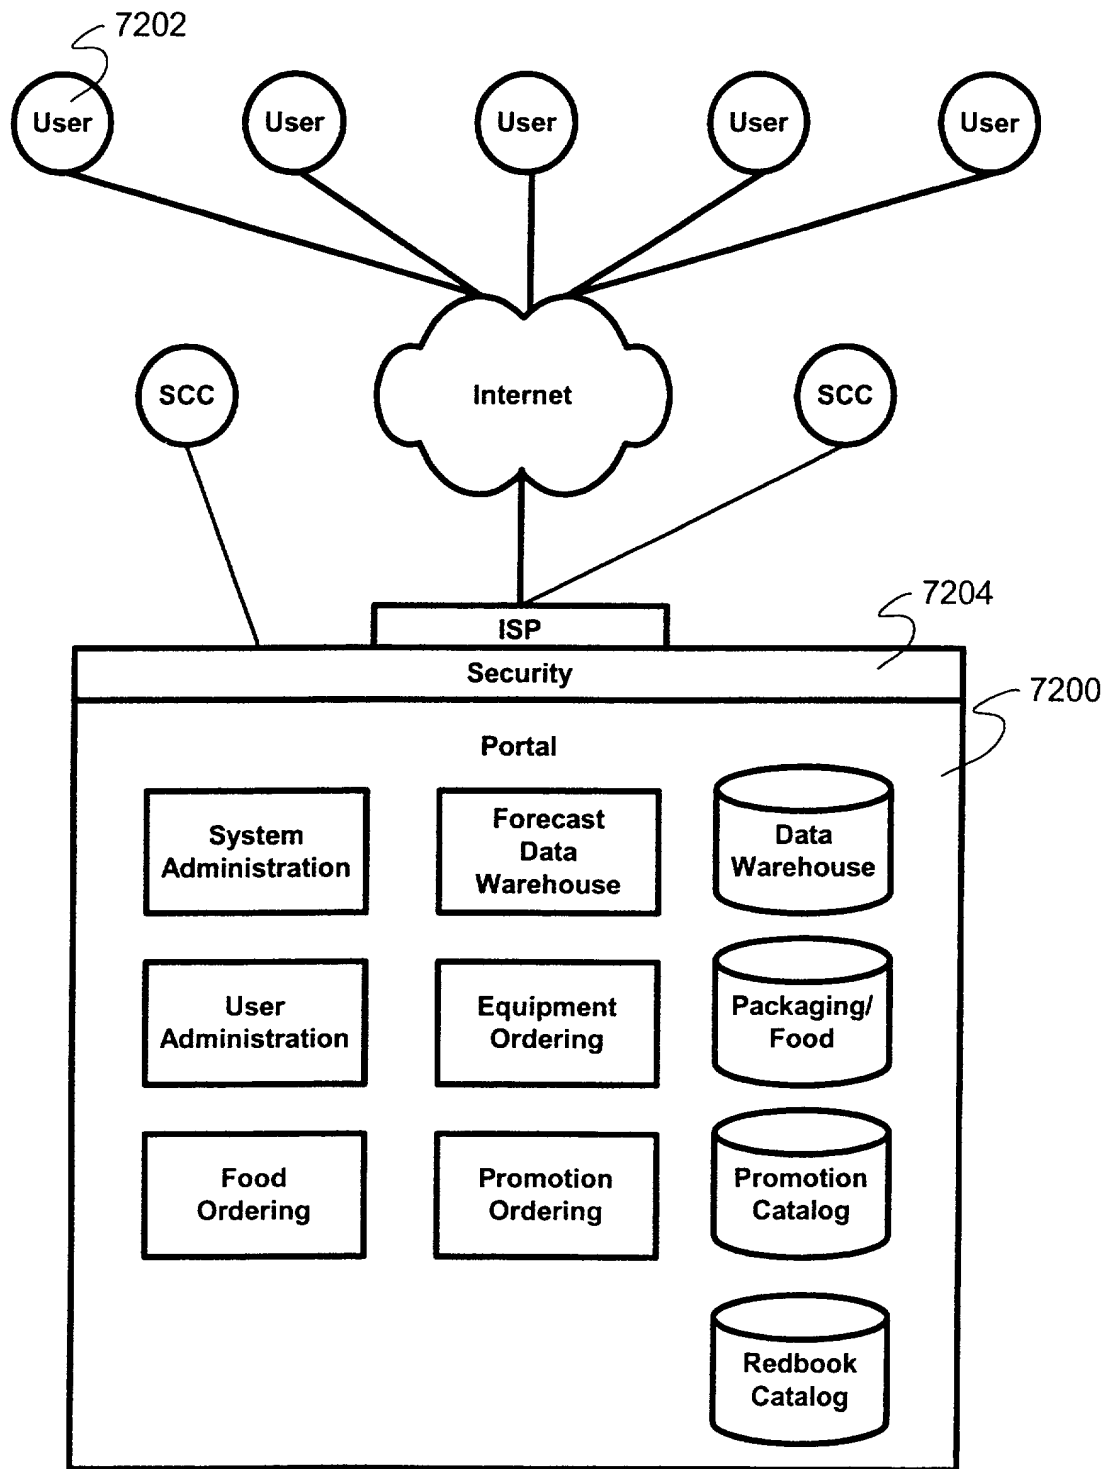 7202
User
User
User
User
User
SCC
Internet
SCC
7204
ISP
Security
7200
Portal
System
Administration
Forecast
Data
Warehouse
Data
Warehouse
User
Administration
Equipment
Ordering
Packaging/
Food
Food
Ordering
Promotion
Ordering
Promotion
Catalog
Redbook
Catalog